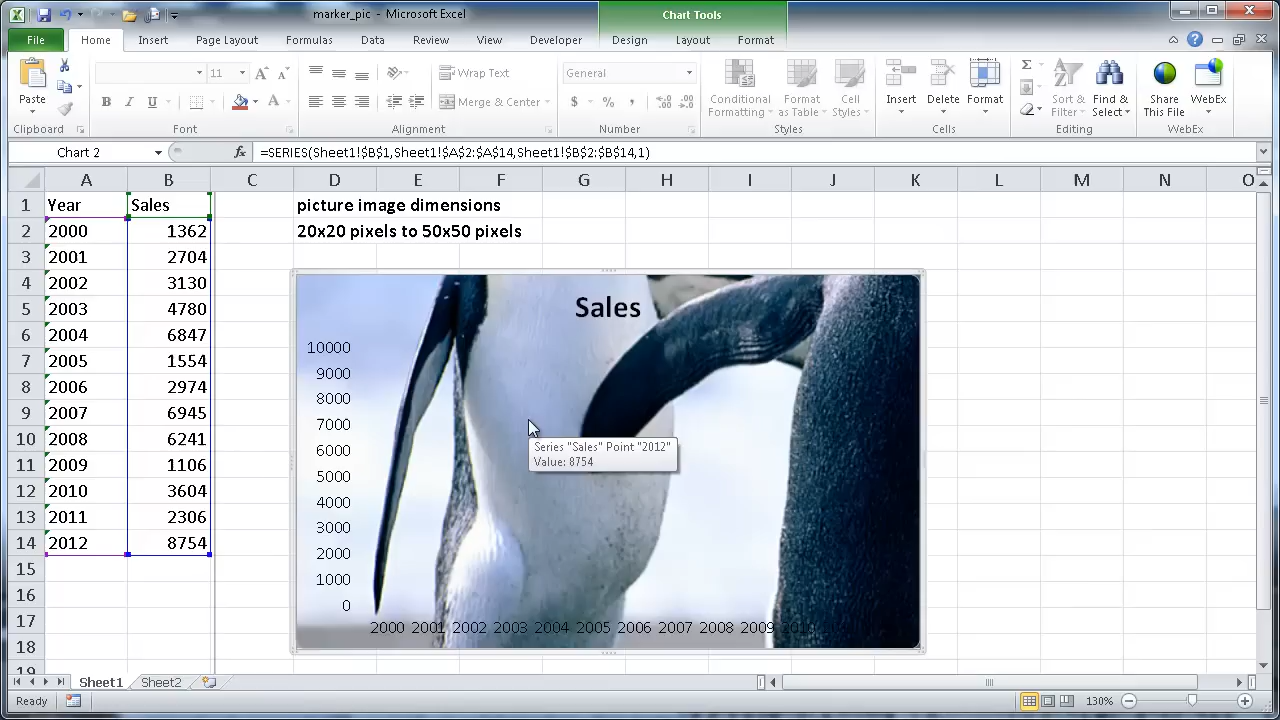 marker_pic - Microsoft Excel
Chart Tools
File Home Insert Page Layout Formulas Data Review View Developer Design Layout Format
11 Wrap Text General
Paste Merge & Center $ % , Conditional Formatting Format as Table Cell Styles Insert Delete Format Sort & Filter Find & Select Share This File WebEx
Clipboard Font Alignment Number Styles Cells Editing WebEx
Chart 2 fx =SERIES(Sheet1!$B$1,Sheet1!$A$2:$A$14,Sheet1!$B$2:$B$14,1)
A B C D E F G H I J K L M N O
1 Year Sales picture image dimensions
2 2000 1362 20x20 pixels to 50x50 pixels
3 2001 2704
4 2002 3130
5 2003 4780
6 2004 6847
7 2005 1554
8 2006 2974
9 2007 6945
10 2008 6241
11 2009 1106
12 2010 3604
13 2011 2306
14 2012 8754
15
16
17
18
19
Sales
10000
9000
8000
7000
6000
5000
4000
3000
2000
1000
0
2000 2001 2002 2003 2004 2005 2006 2007 2008 2009 2010
Series "Sales" Point "2012"
Value: 8754
Sheet1 Sheet2
Ready 130%